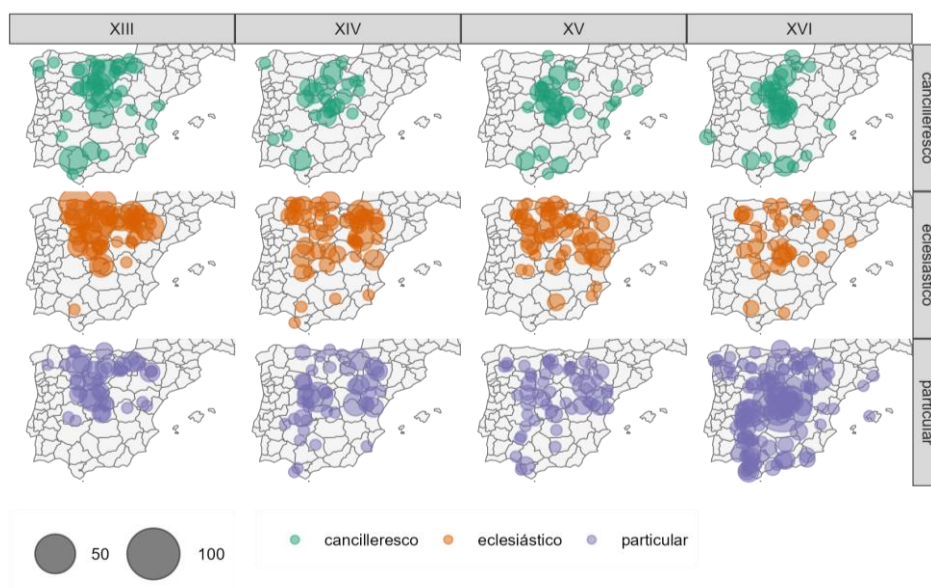 XIII XIV XV XVI
cancilleresco
eclesiástico
particular
50 100 cancilleresco eclesiástico particular